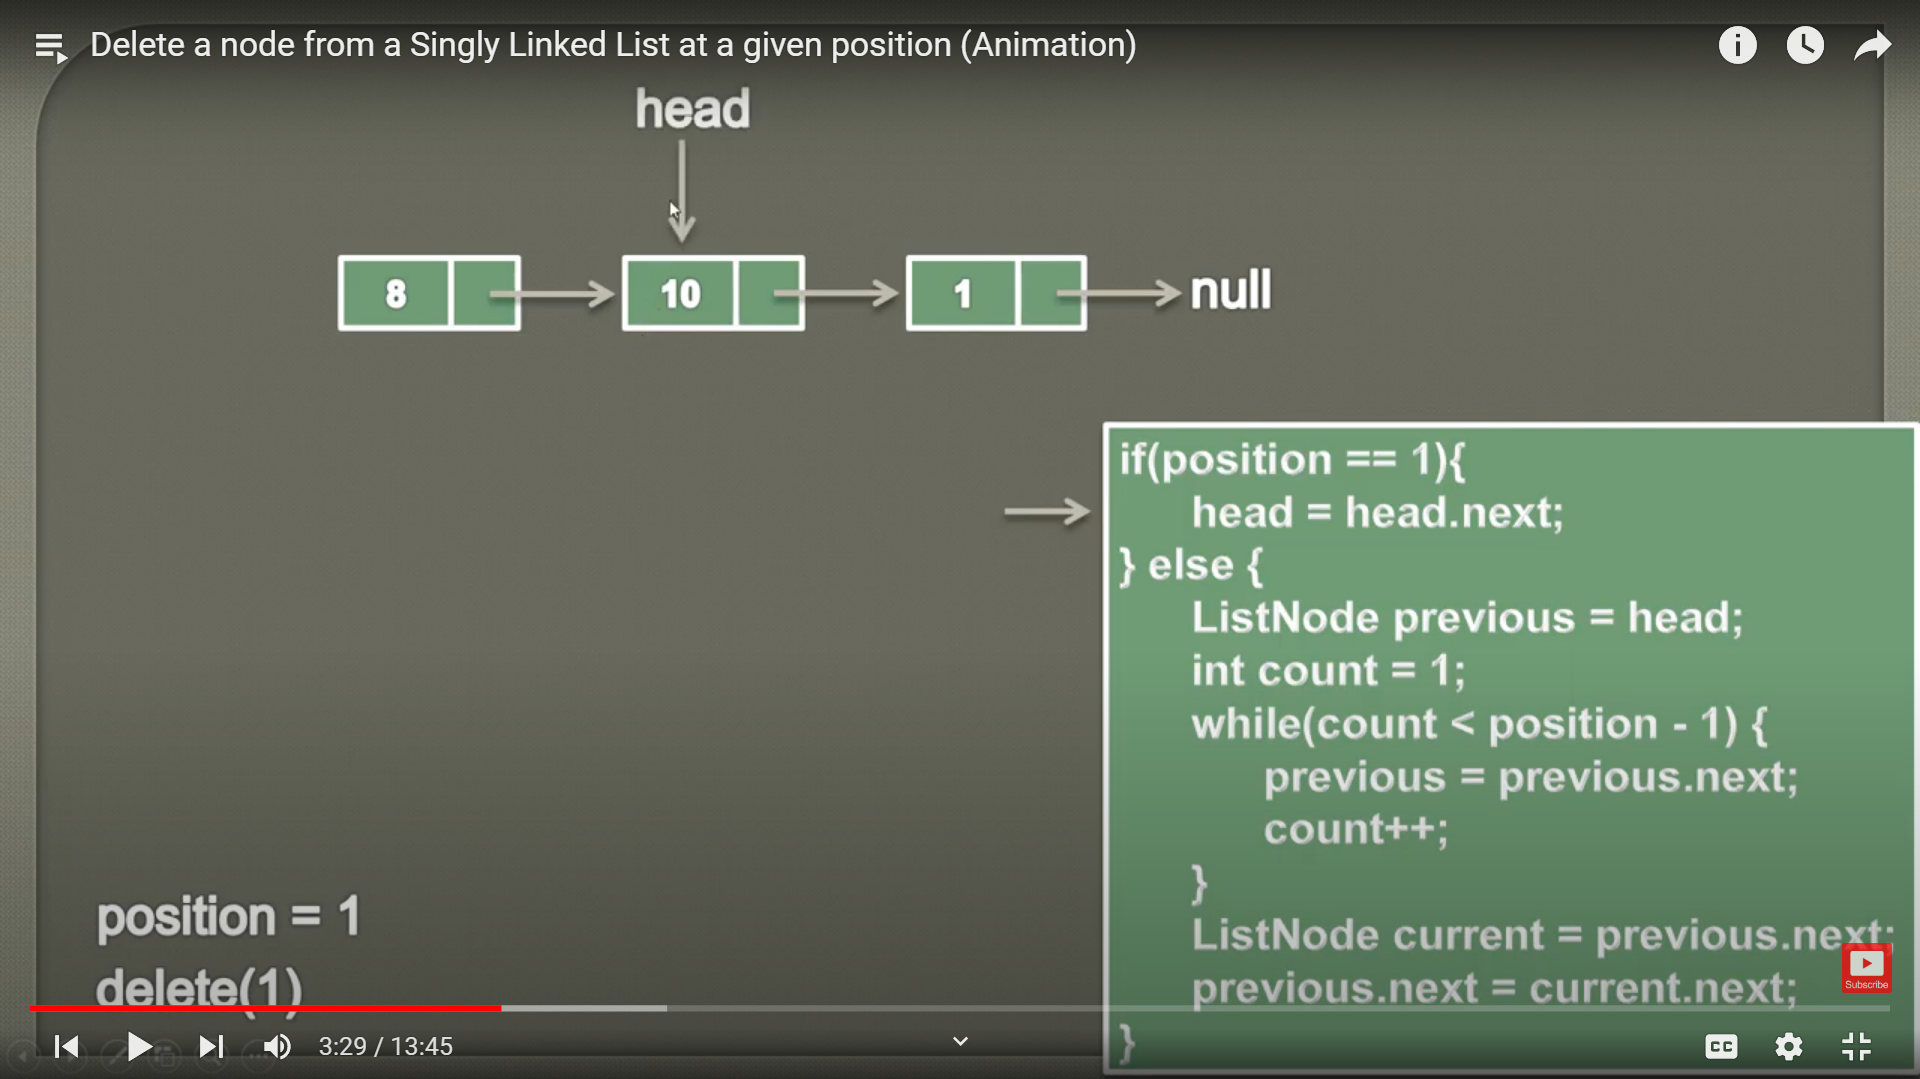 Delete a node from a Singly Linked List at a given position (Animation)
head
8 10 1 null
if(position == 1){
head = head.next;
} else {
ListNode previous = head;
int count = 1;
while(count < position - 1) {
previous = previous.next;
count++;
}
ListNode current = previous.next;
previous.next = current.next;
}
position = 1
delete(1)
Subscribe
3:29 / 13:45
CC